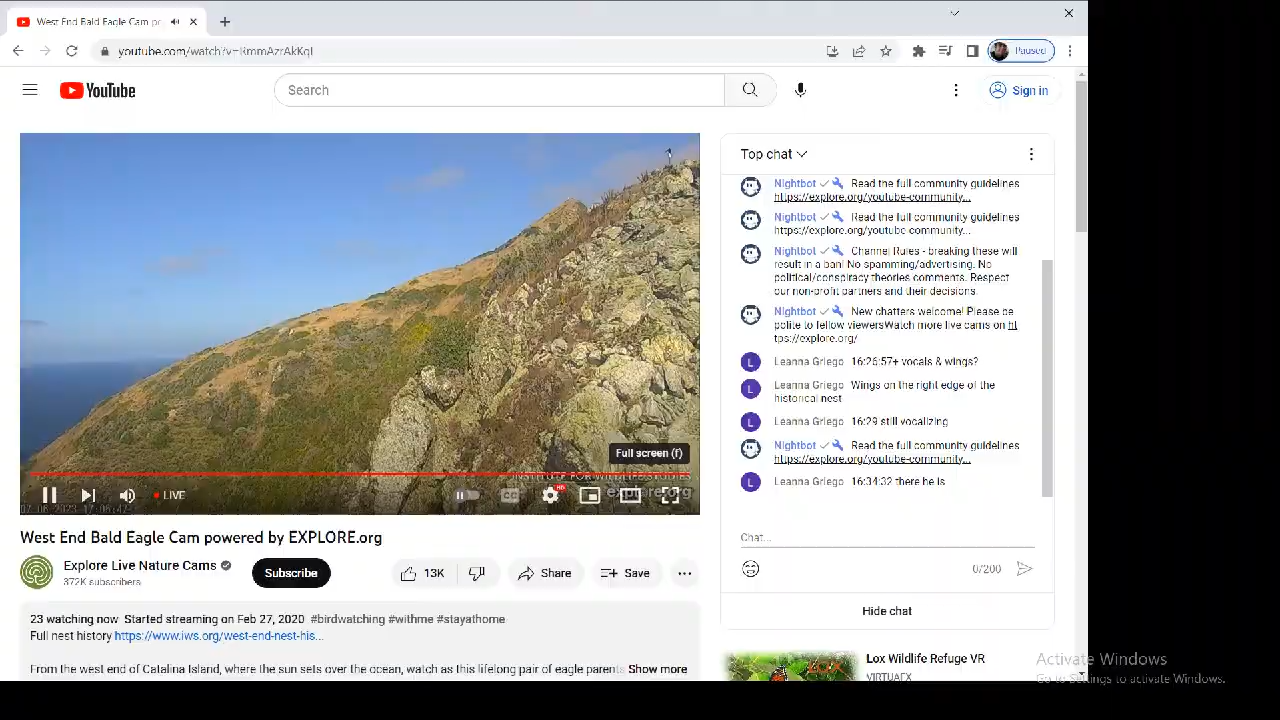 West End Bald Eagle Cam po
youtube.com/watch?v=RmmAzrAkKqI
Paused
YouTube
Search
Sign in
Top chat
Nightbot Read the full community guidelines
https://explore.org/youtube-community...
Nightbot Read the full community guidelines
https://explore.org/youtube-community...
Nightbot Channel Rules - breaking these will
result in a ban! No spamming/advertising. No
political/conspiracy theories comments. Respect
our non-profit partners and their decisions.
Nightbot New chatters welcome! Please be
polite to fellow viewersWatch more live cams on ht
tps://explore.org/
Leanna Griego 16:26:57+ vocals & wings?
Leanna Griego Wings on the right edge of the
historical nest
Leanna Griego 16:29 still vocalizing
Nightbot Read the full community guidelines
https://explore.org/youtube-community...
Leanna Griego 16:34:32 there he is
Chat...
0/200
Hide chat
Full screen (f)
INSTITUTE FOR WILDLIFE STUDIES
explore.org
LIVE
CC
HD
West End Bald Eagle Cam powered by EXPLORE.org
Explore Live Nature Cams
372K subscribers
Subscribe
13K
Share
Save
23 watching now Started streaming on Feb 27, 2020 #birdwatching #withme #stayathome
Full nest history https://www.iws.org/west-end-nest-his...
From the west end of Catalina Island, where the sun sets over the ocean, watch as this lifelong pair of eagle parents Show more
Lox Wildlife Refuge VR
VIRTUAFX
Activate Windows
Go to Settings to activate Windows.